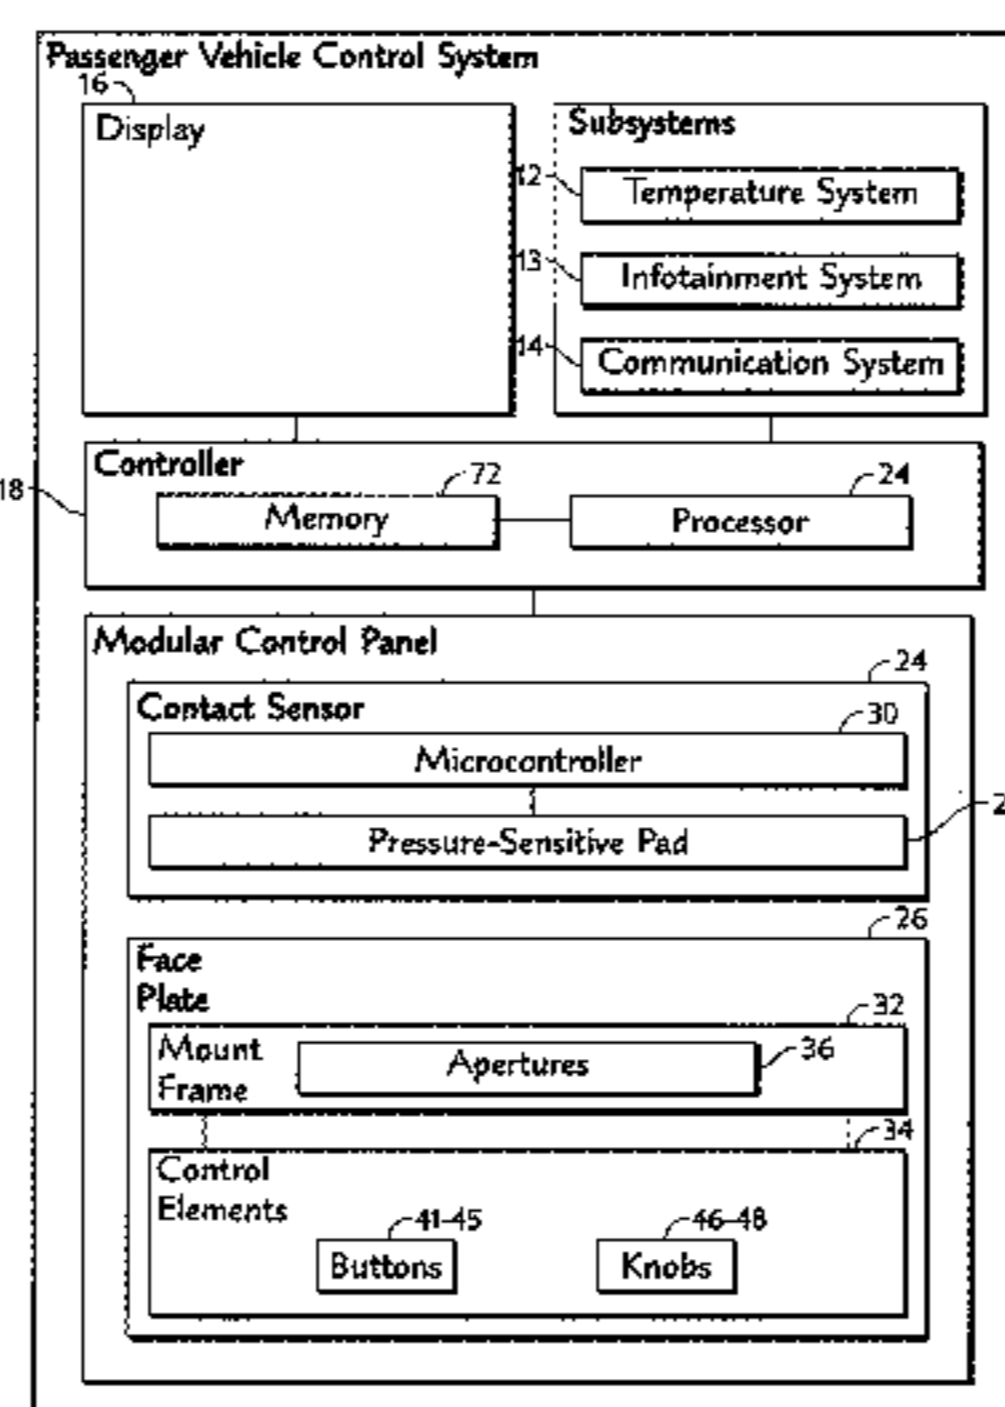 Passenger Vehicle Control System
16
Display
Subsystems
12
Temperature System
13
Infotainment System
14
Communication System
18
Controller
72
Memory
24
Processor
Modular Control Panel
24
Contact Sensor
30
Microcontroller
Pressure-Sensitive Pad
26
Face
Plate
32
Mount
Frame
Apertures
36
34
Control
Elements
41-45
Buttons
46-48
Knobs